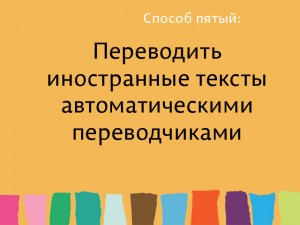 Способ пятый:
Переводить
иностранные тексты
автоматическими
переводчиками